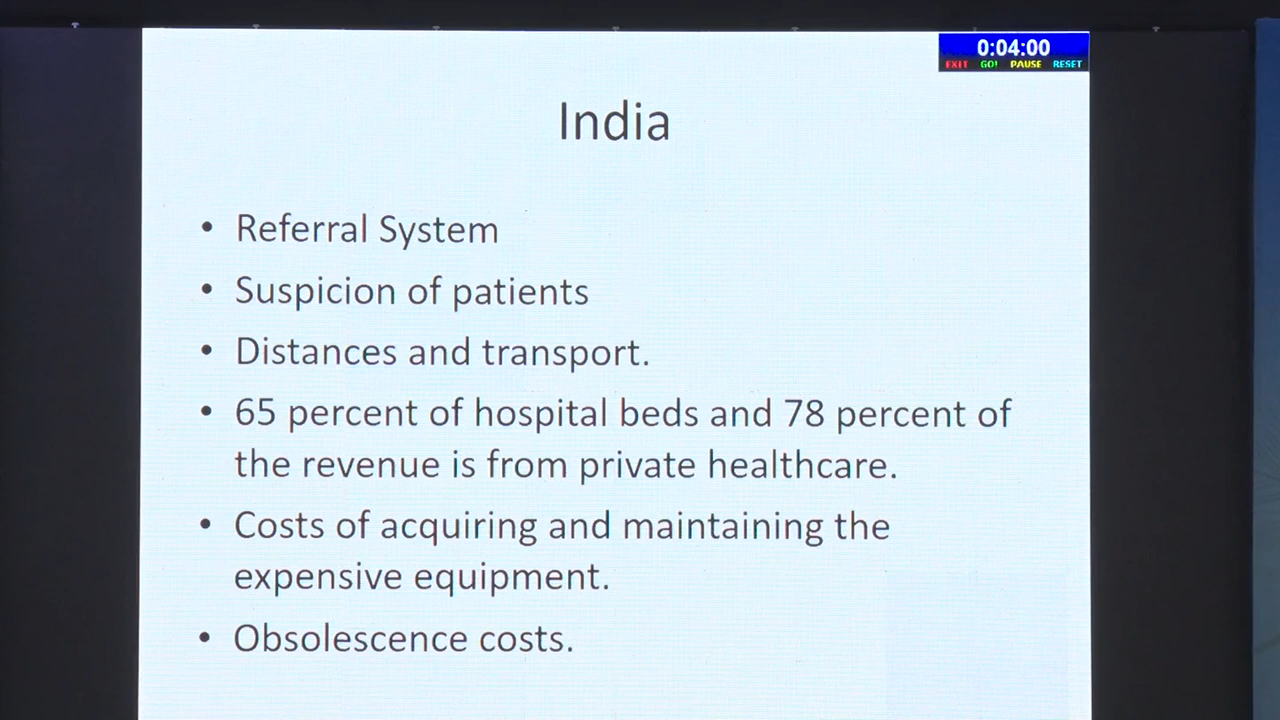 0:04:00
EXIT GO! PAUSE RESET
India
• Referral System
• Suspicion of patients
• Distances and transport.
• 65 percent of hospital beds and 78 percent of
the revenue is from private healthcare.
• Costs of acquiring and maintaining the
expensive equipment.
• Obsolescence costs.